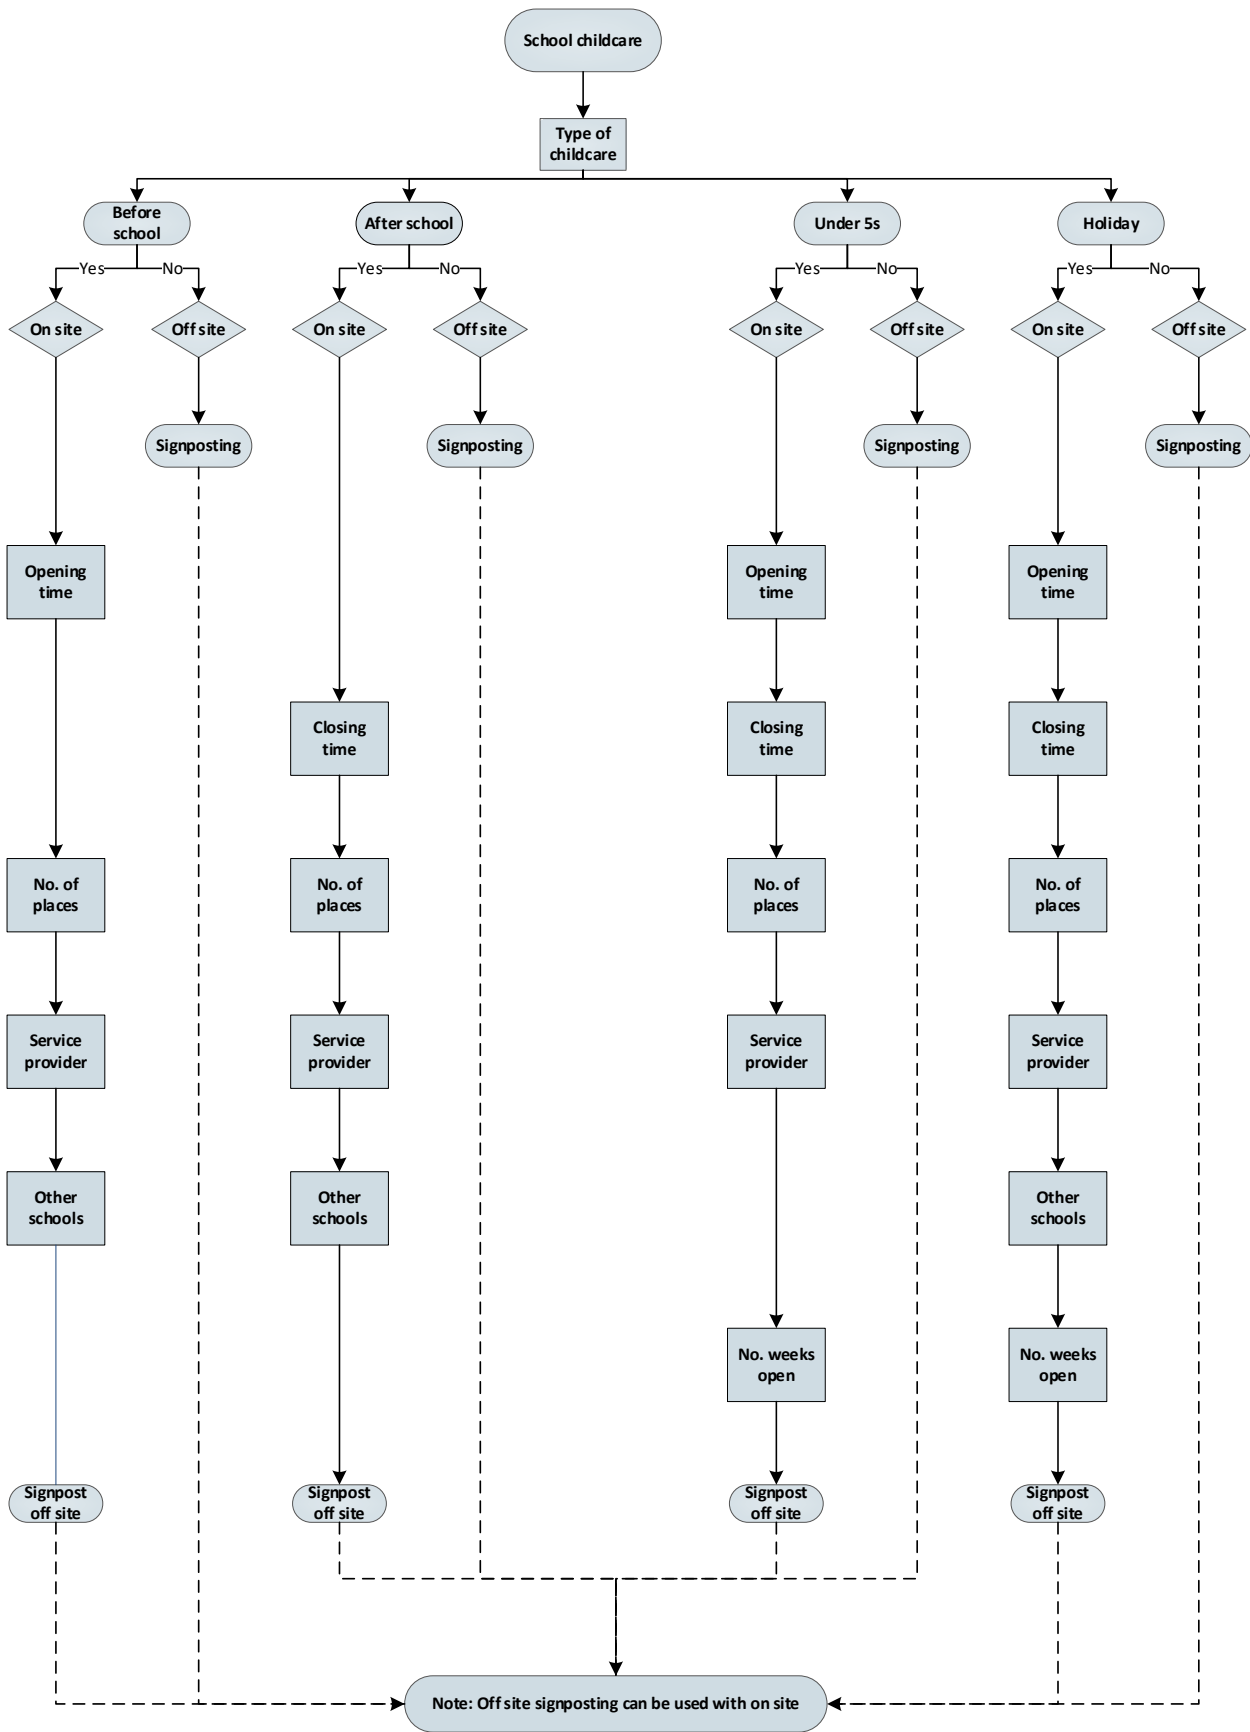 School childcare
Type of
childcare
Before
school
After school
Under 5s
Holiday
Yes
No
Yes
No
Yes
No
Yes
No
On site
Off site
On site
Off site
On site
Off site
On site
Off site
Signposting
Signposting
Signposting
Signposting
Opening
time
Opening
time
Opening
time
Closing
time
Closing
time
Closing
time
No. of
places
No. of
places
No. of
places
No. of
places
Service
provider
Service
provider
Service
provider
Service
provider
Other
schools
Other
schools
Other
schools
No. weeks
open
No. weeks
open
Signpost
off site
Signpost
off site
Signpost
off site
Signpost
off site
Note: Off site signposting can be used with on site